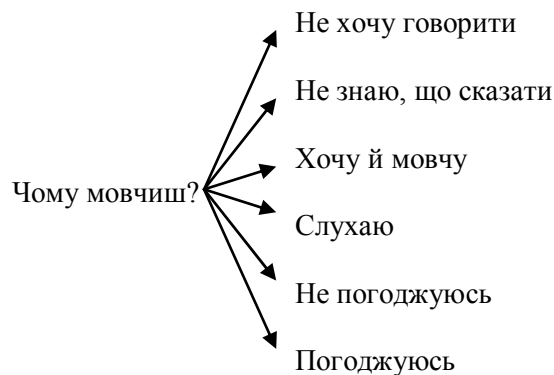 Не хочу говорити
Не знаю, що сказати
Хочу й мовчу
Чому мовчиш?
Слухаю
Не погоджуюсь
Погоджуюсь